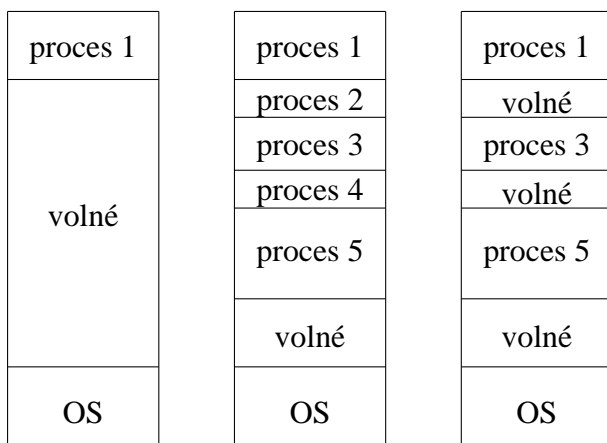 proces 1
volné
OS
proces 1
proces 2
proces 3
proces 4
proces 5
volné
OS
proces 1
volné
proces 3
volné
proces 5
volné
OS